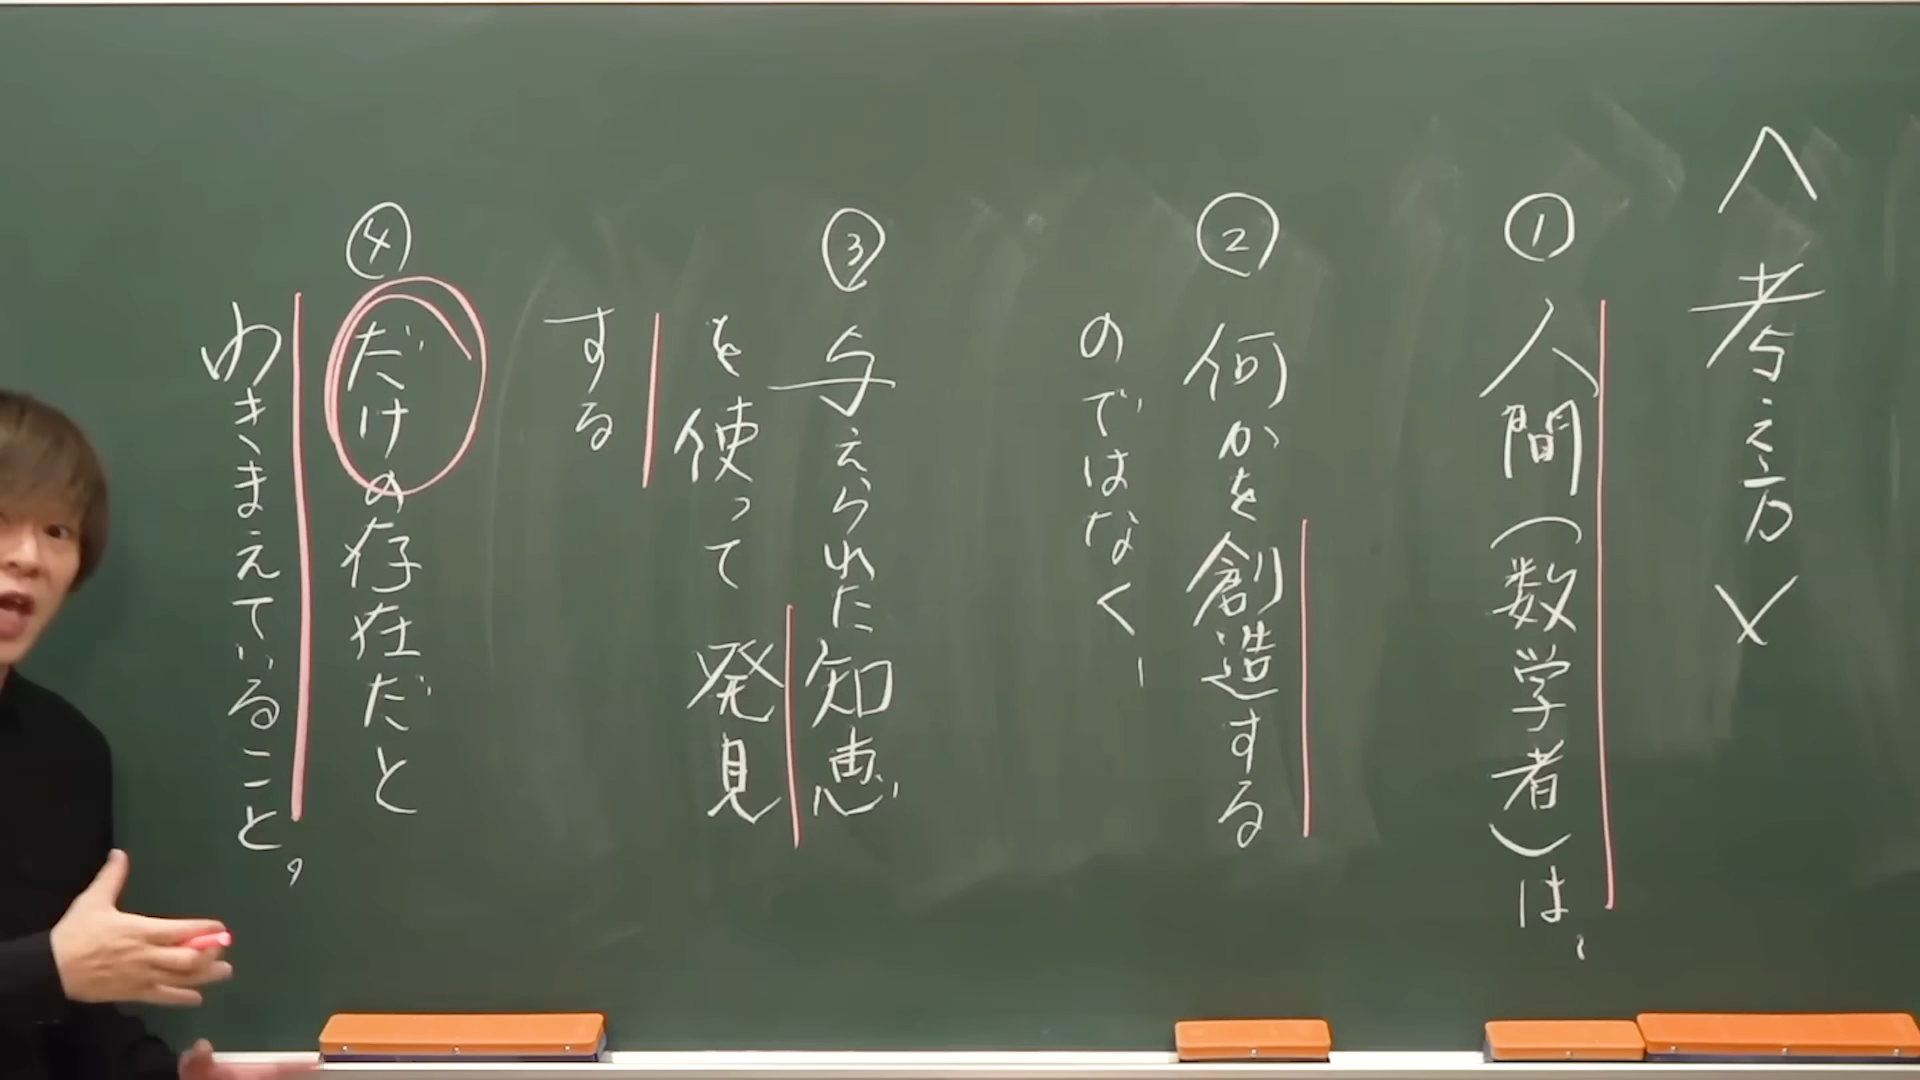 〈考え方〉
①人間(数学者)は、
②何かを創造する
のではなく、
③与えられた知恵
を使って発見
する
④だけの存在だと
わきまえていること。